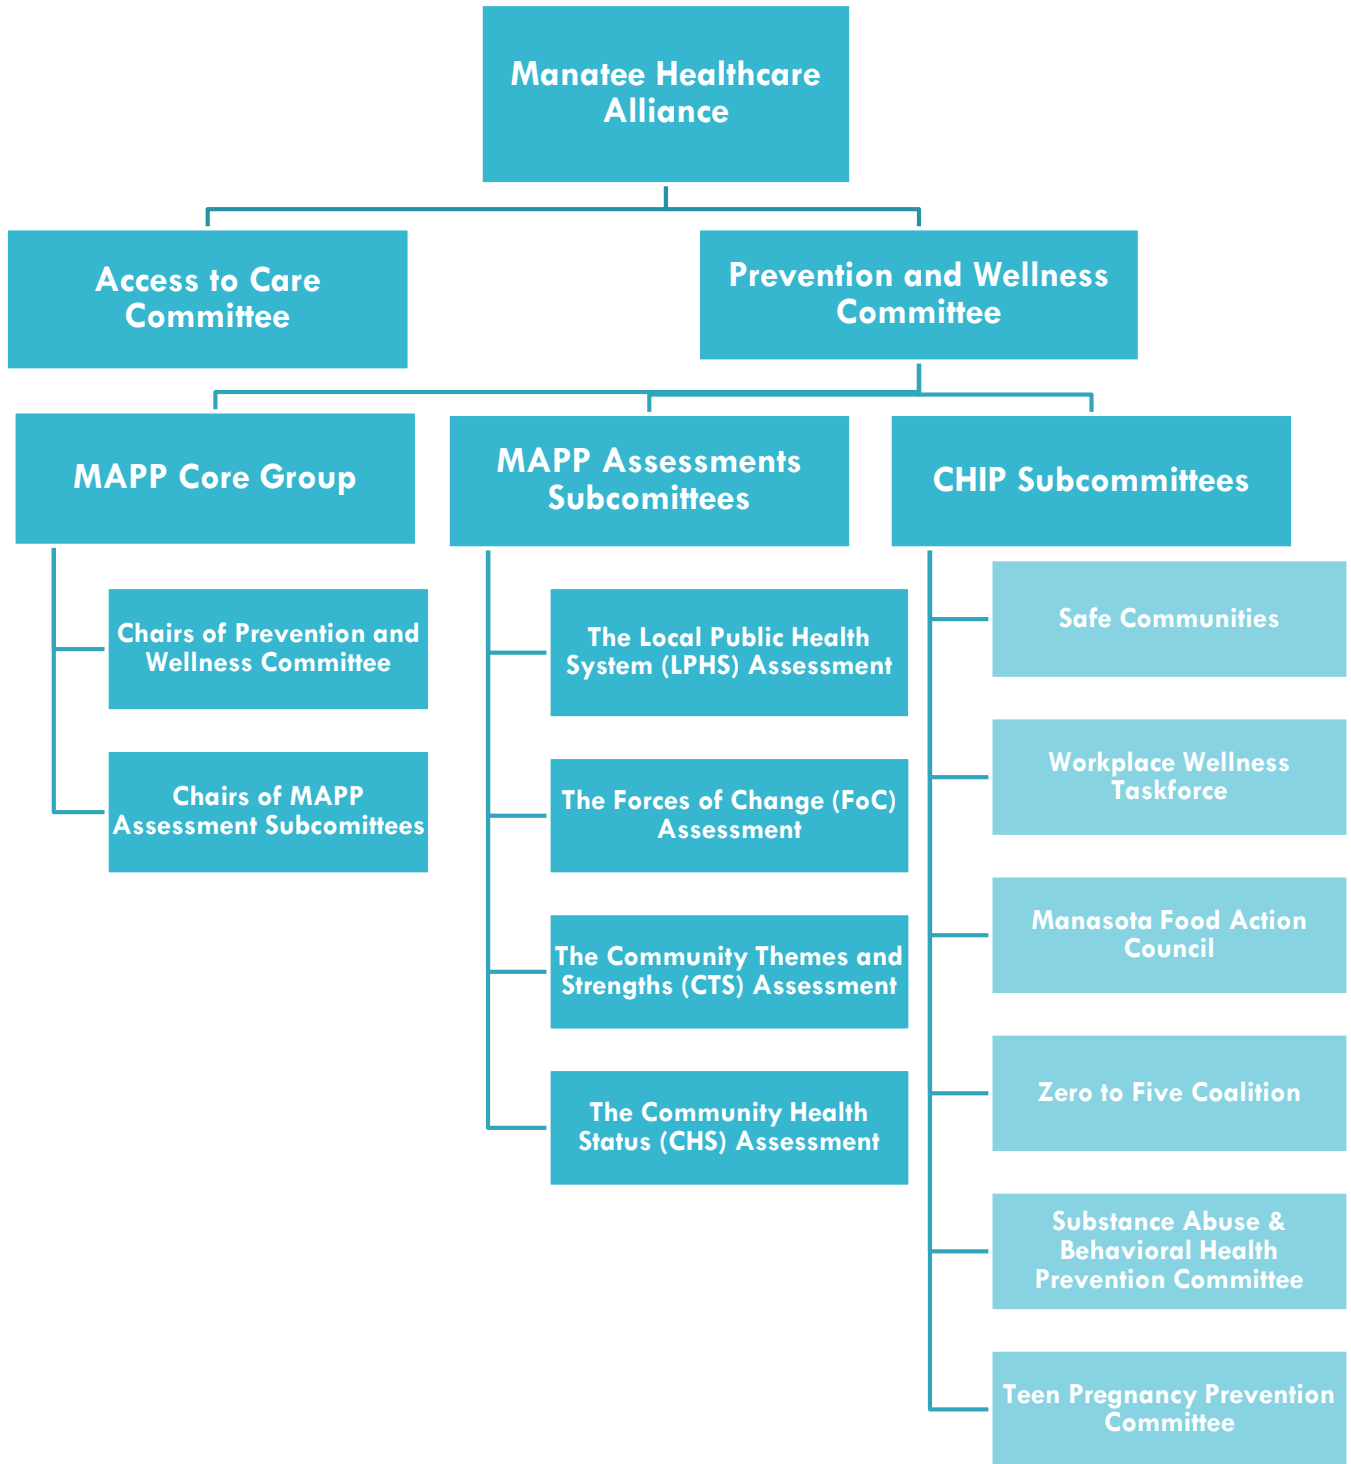 Manatee Healthcare
Alliance
Access to Care
Committee
Prevention and Wellness
Committee
MAPP Core Group
MAPP Assessments
Subcomittees
CHIP Subcommittees
Chairs of Prevention and
Wellness Committee
Chairs of MAPP
Assessment Subcomittees
The Local Public Health
System (LPHS) Assessment
The Forces of Change (FoC)
Assessment
The Community Themes and
Strengths (CTS) Assessment
The Community Health
Status (CHS) Assessment
Safe Communities
Workplace Wellness
Taskforce
Manasota Food Action
Council
Zero to Five Coalition
Substance Abuse &
Behavioral Health
Prevention Committee
Teen Pregnancy Prevention
Committee